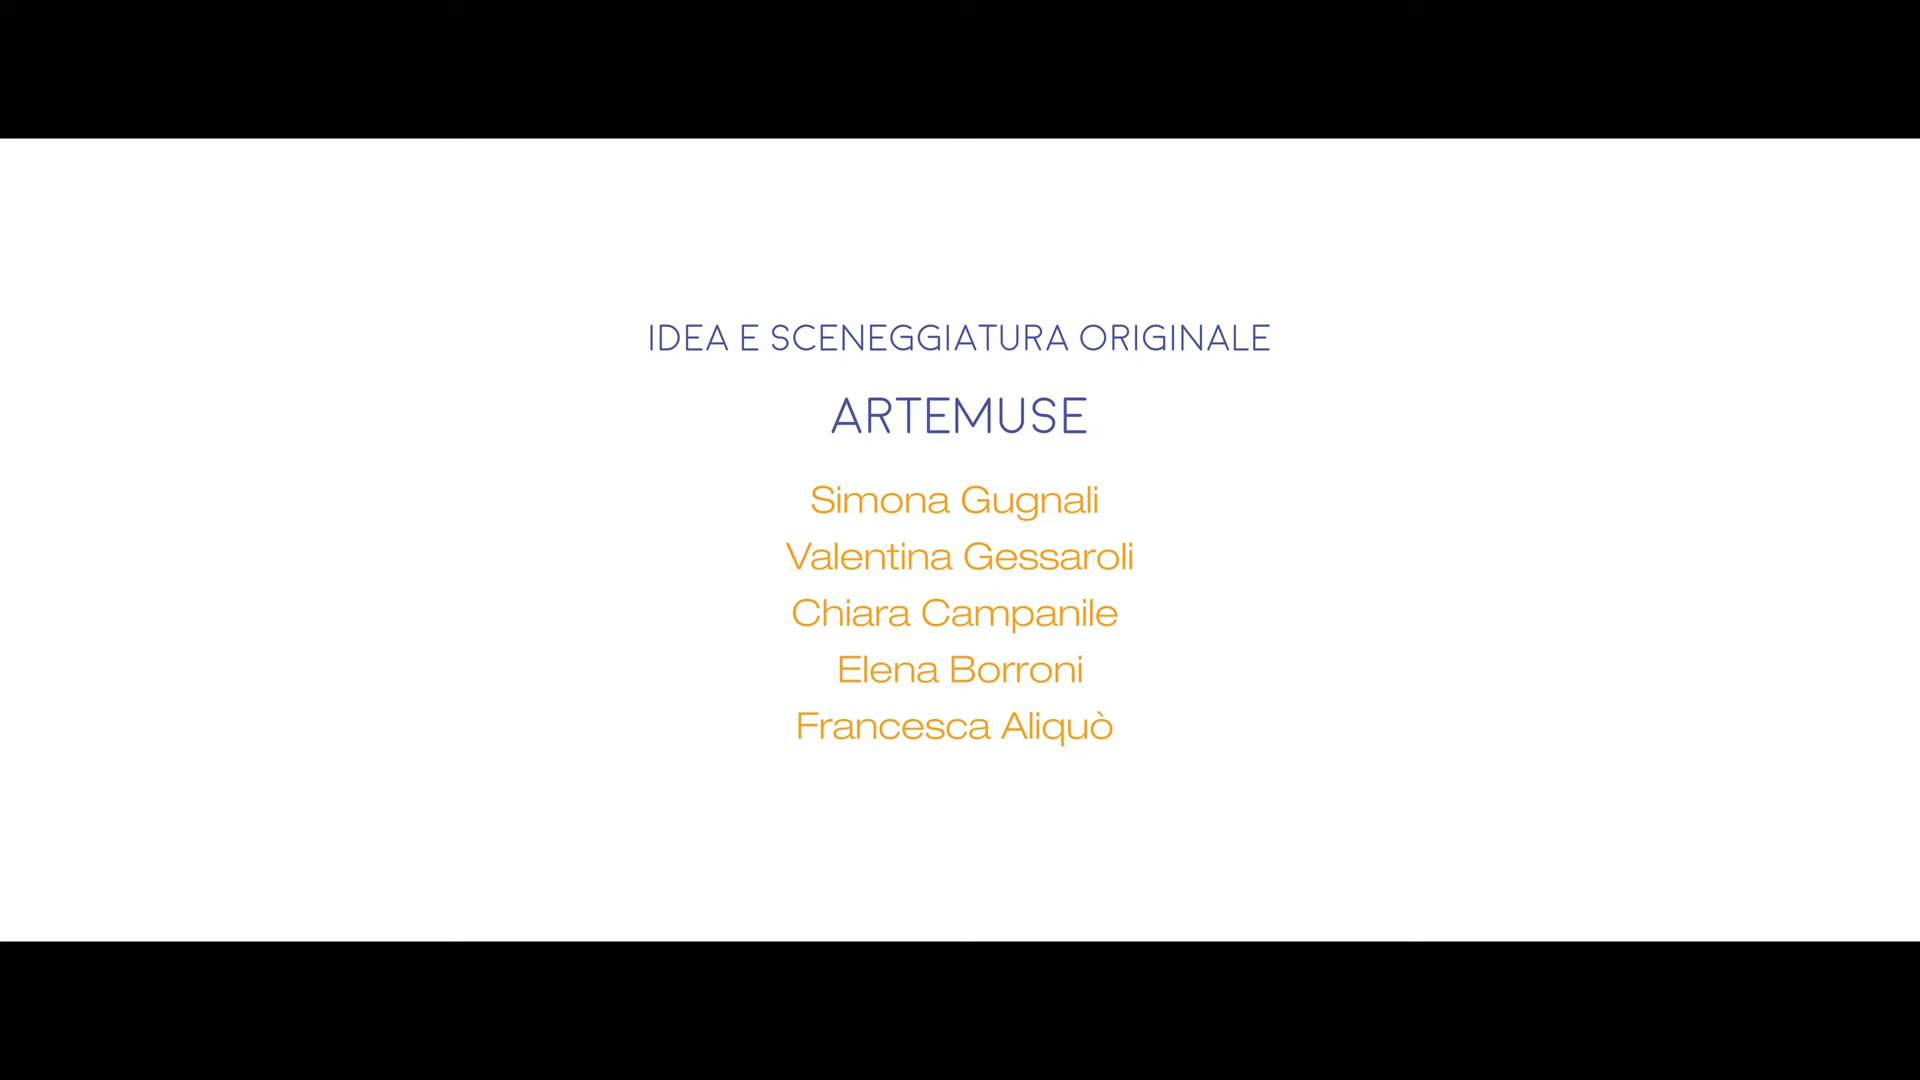 IDEA E SCENEGGIATURA ORIGINALE
ARTEMUSE
Simona Gugnali
Valentina Gessaroli
Chiara Campanile
Elena Borroni
Francesca Aliquò